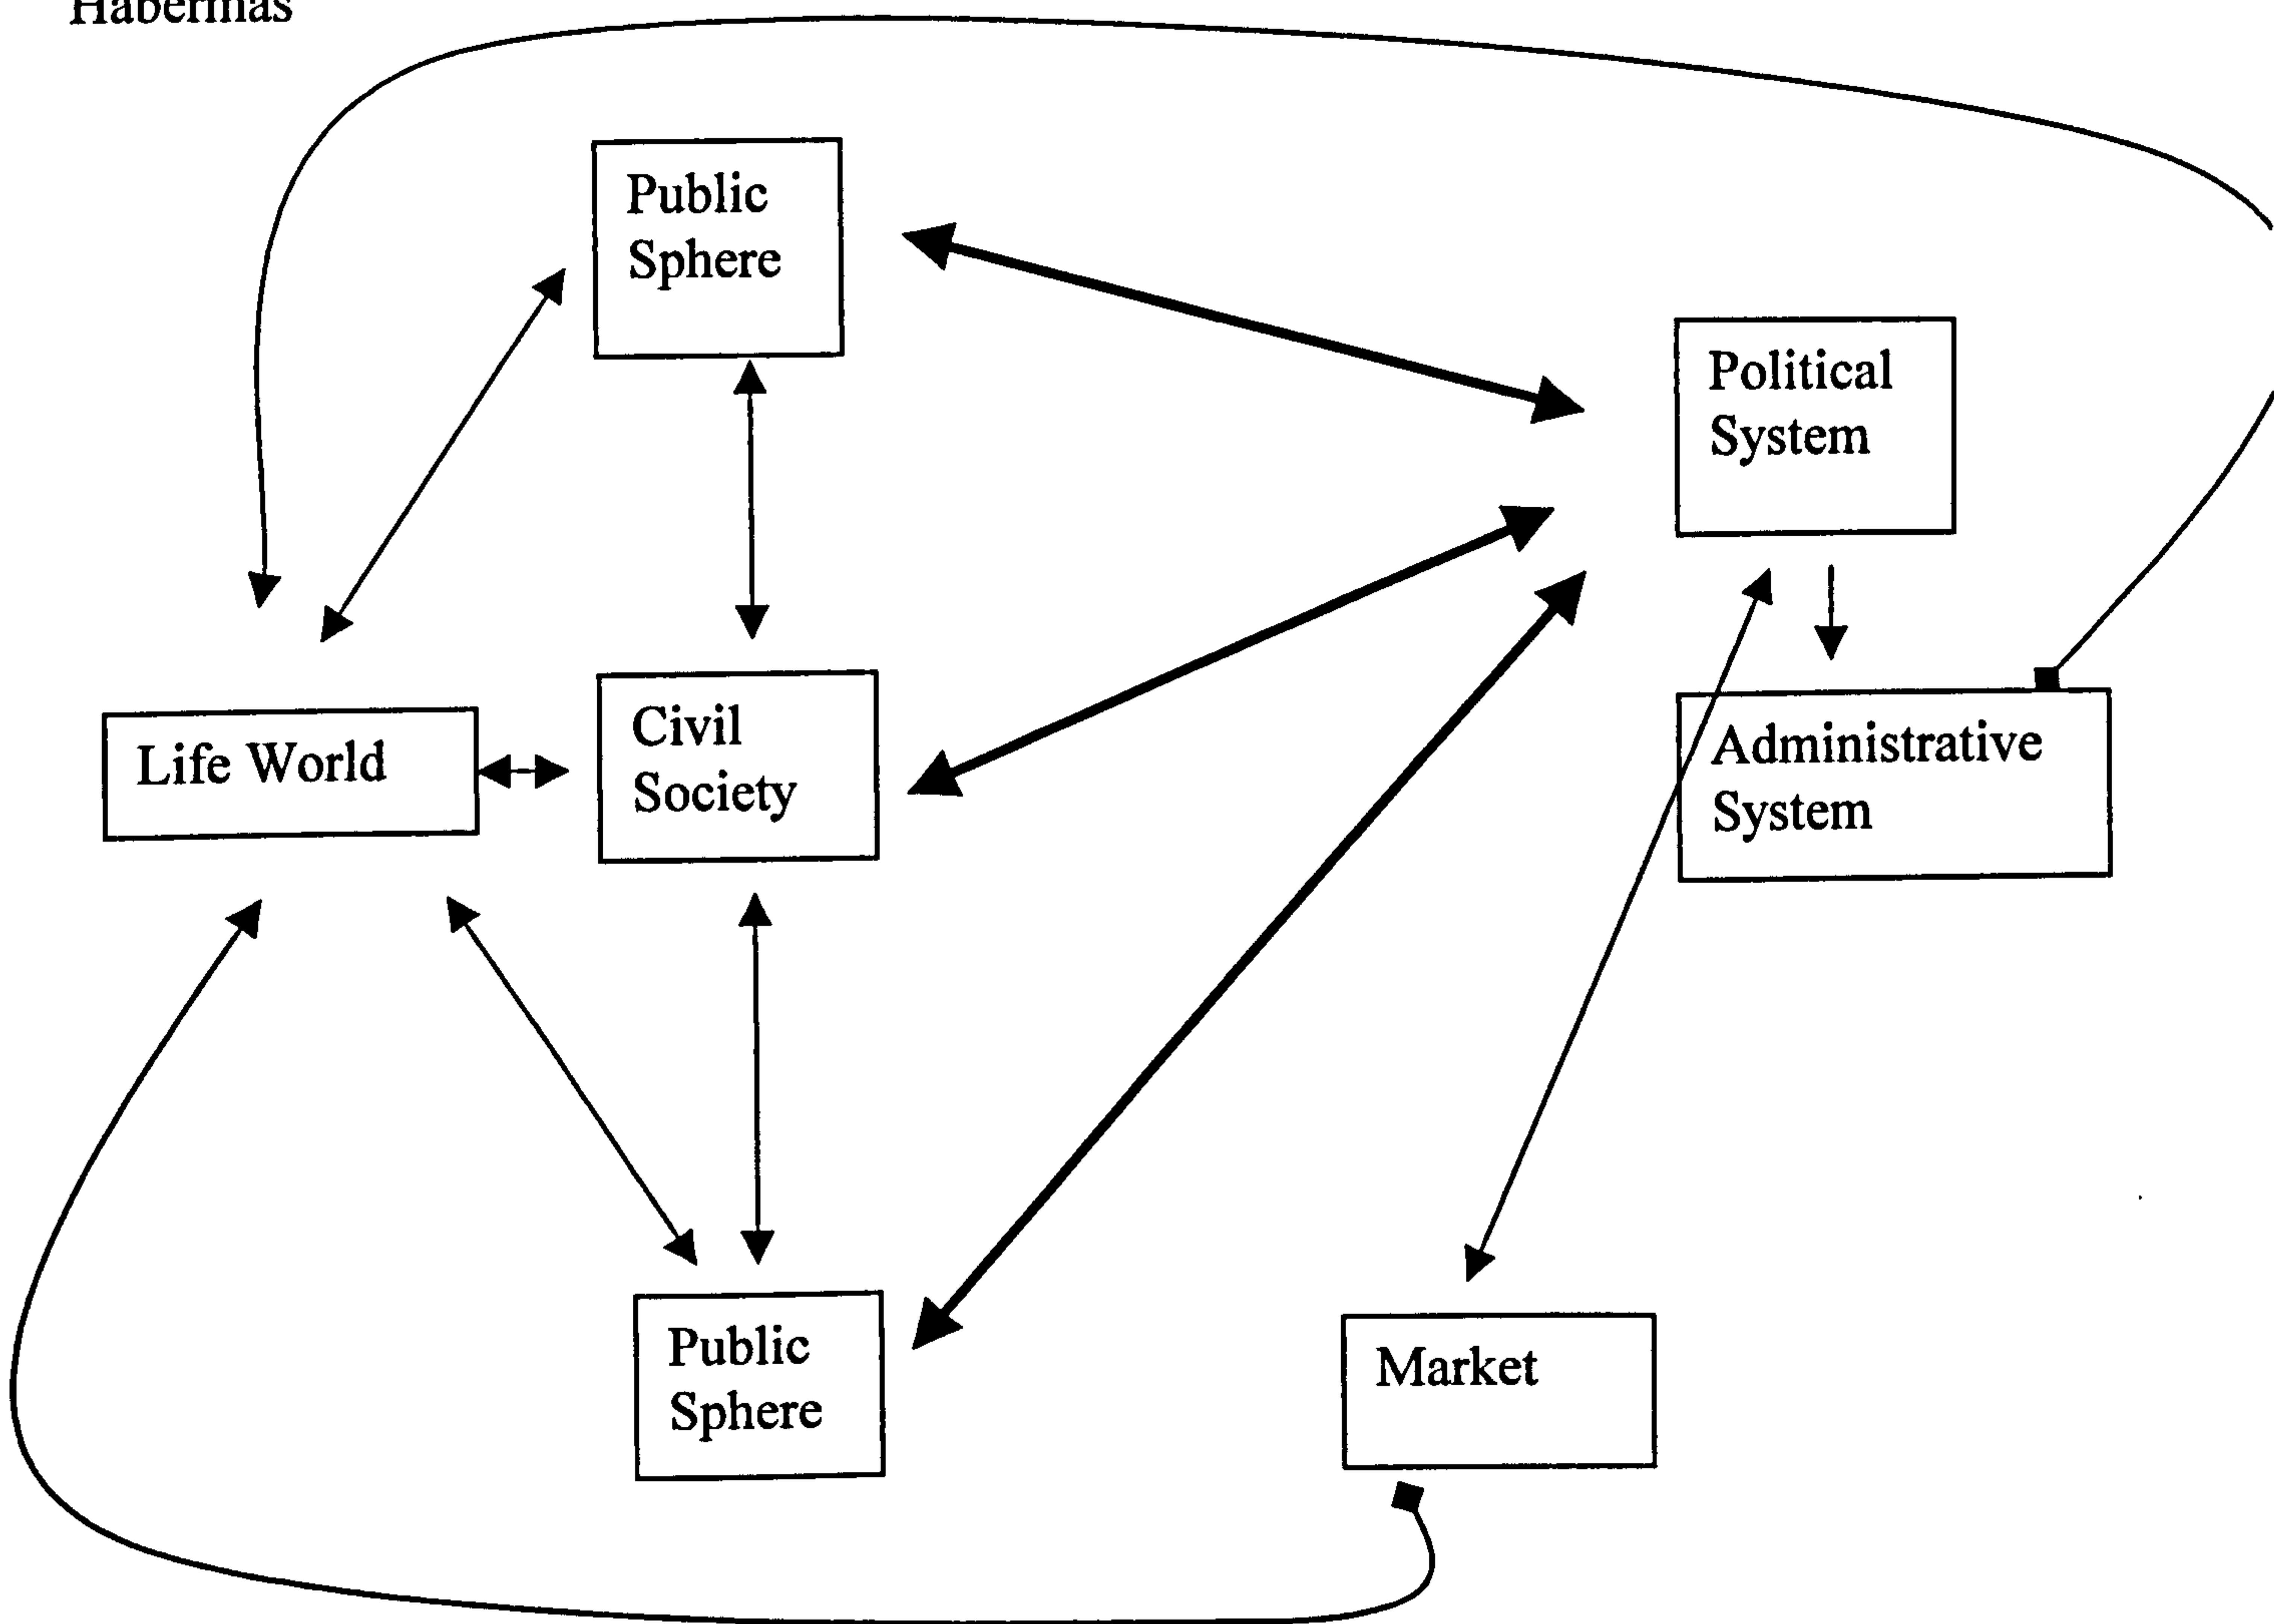 Habermas
Public
Sphere
Political
System
Life World
Civil
Society
Administrative
System
Public
Sphere
Market